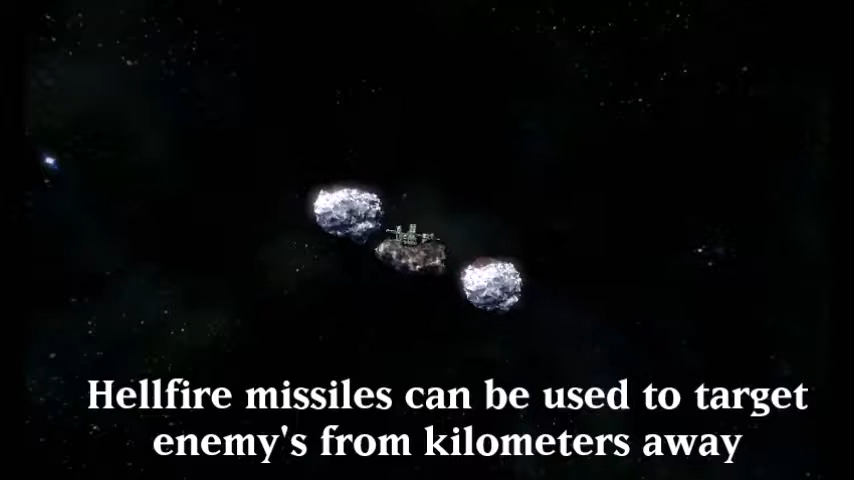 Hellfire missiles can be used to target
enemy's from kilometers away